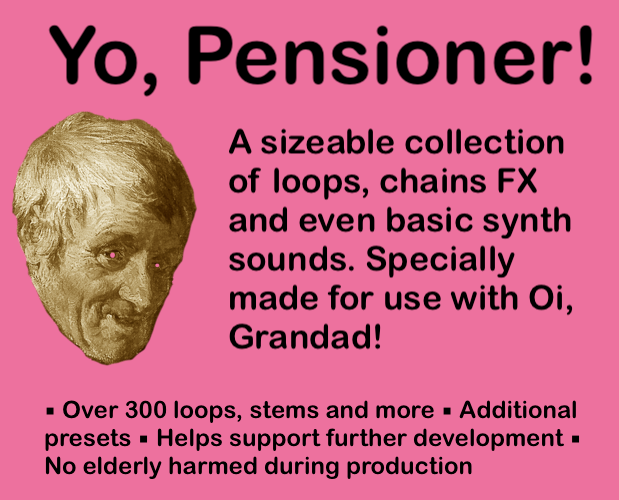 Yo, Pensioner!
A sizeable collection
of loops, chains FX
and even basic synth
sounds. Specially
made for use with Oi,
Grandad!
▪ Over 300 loops, stems and more ▪ Additional
presets ▪ Helps support further development ▪
No elderly harmed during production